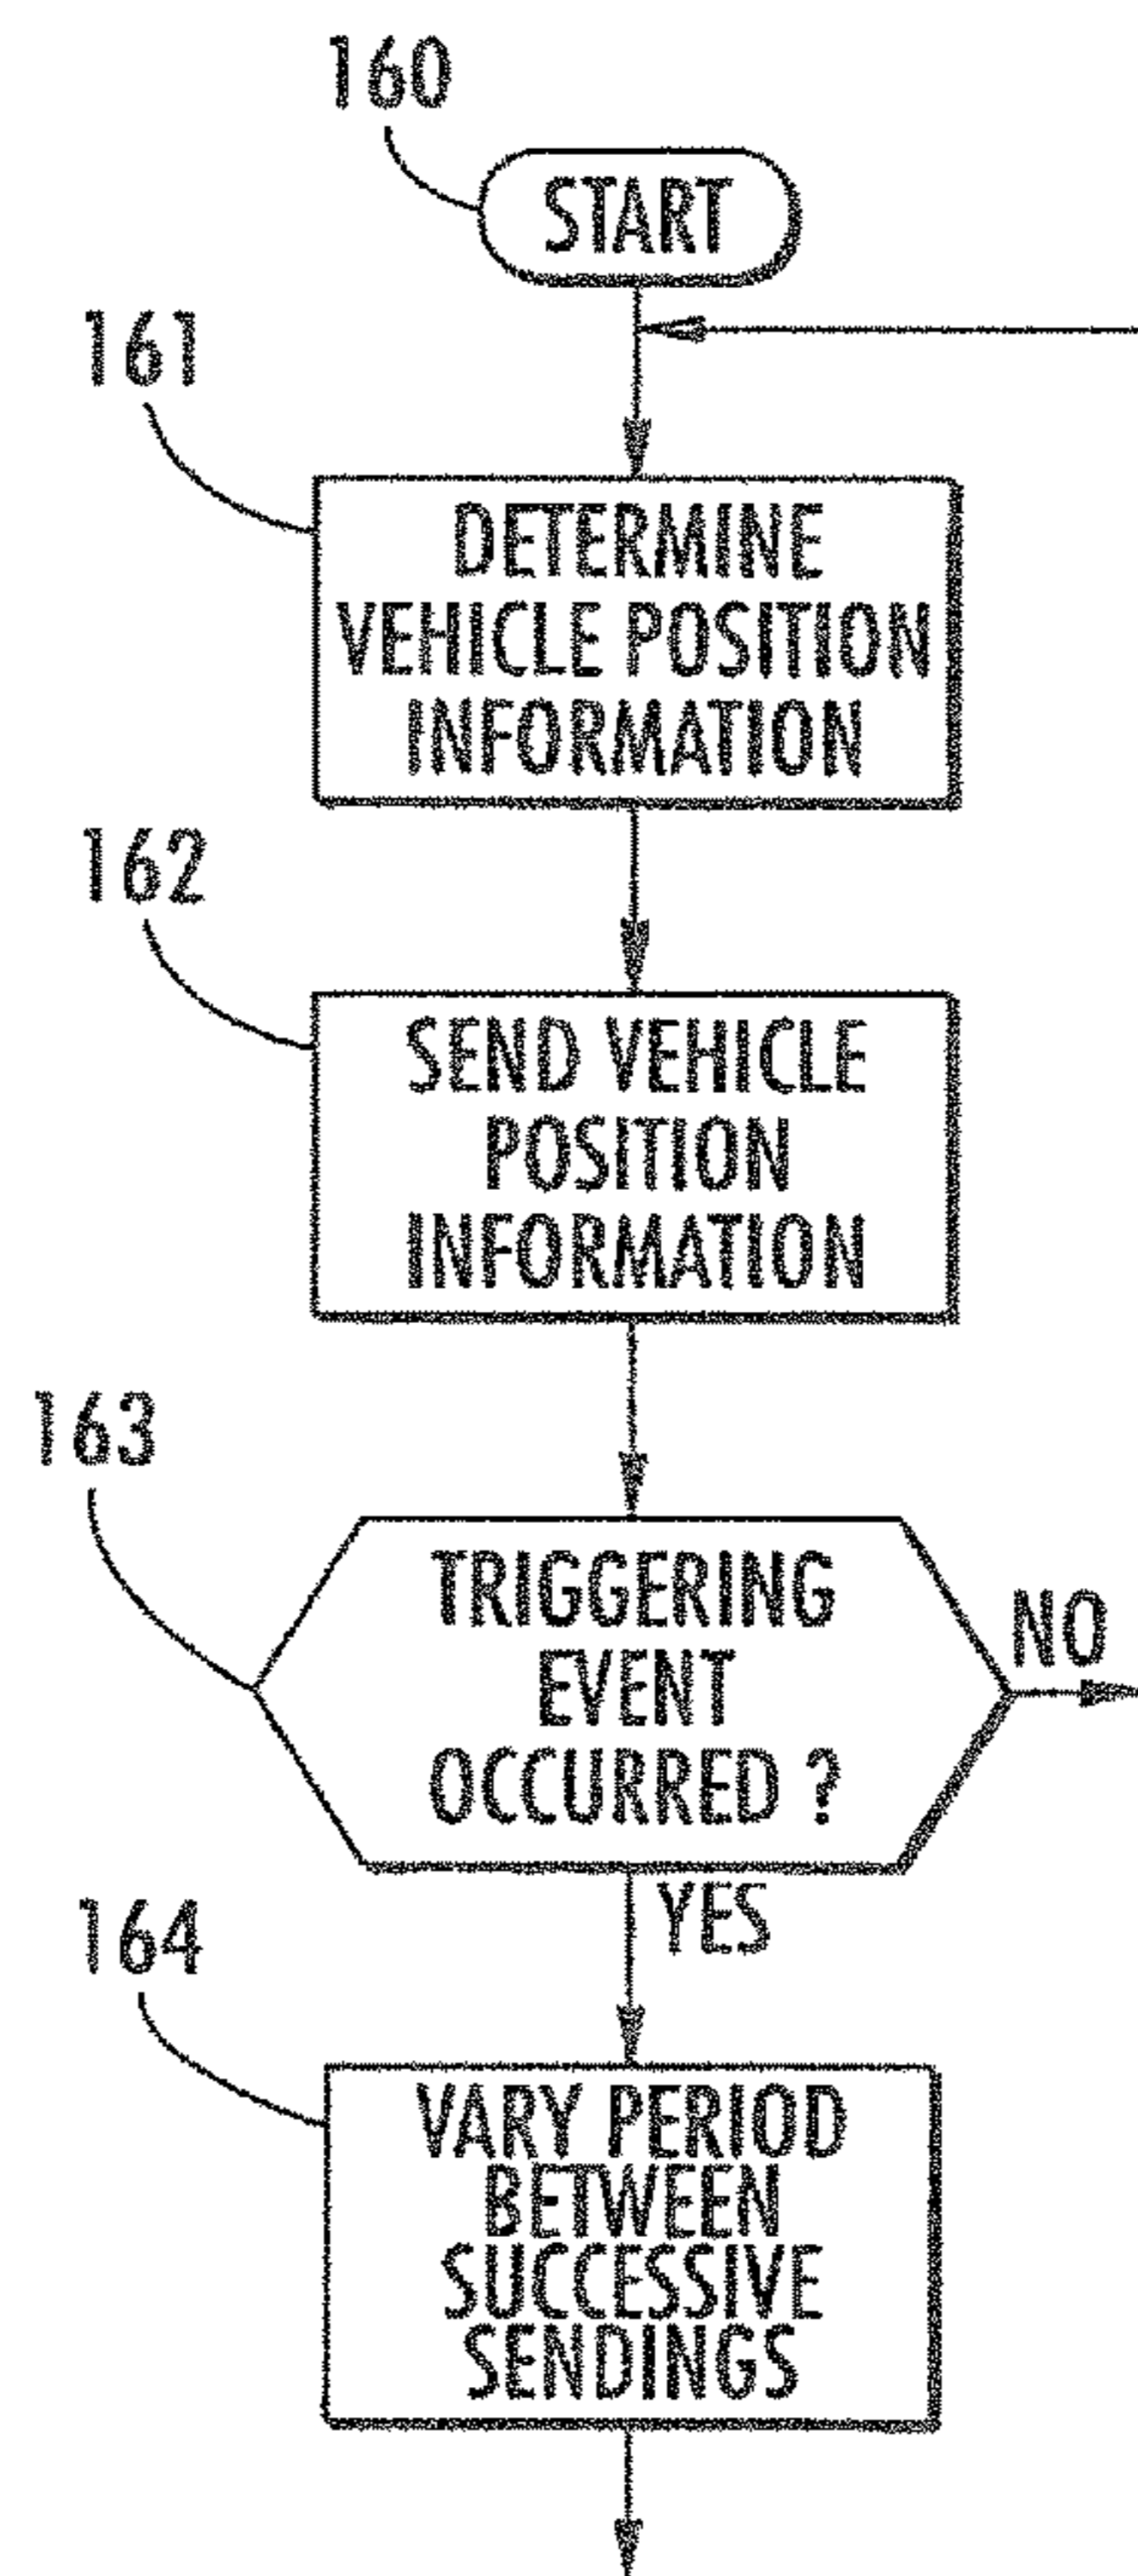 160
START
161
DETERMINE
VEHICLE POSITION
INFORMATION
162
SEND VEHICLE
POSITION
INFORMATION
163
TRIGGERING
EVENT
OCCURRED ?
NO
YES
164
VARY PERIOD
BETWEEN
SUCCESSIVE
SENDINGS